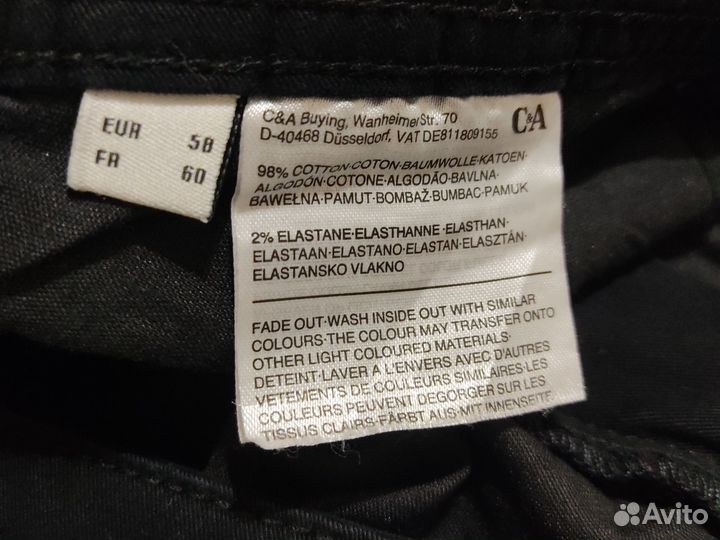 EUR 58
FR 60
C&A Buying, Wanheimer Str. 70
D-40468 Düsseldorf, VAT DE811809155
C&A
98% COTTON·COTON·BAUMWOLLE·KATOEN·
ALGODÓN·COTONE·ALGODÃO·BAVLNA·
BAWEŁNA·PAMUT·BOMBAŽ·BUMBAC·PAMUK
2% ELASTANE·ELASTHANNE·ELASTHAN·
ELASTAAN·ELASTANO·ELASTAN·ELASZTÁN·
ELASTANSKO VLAKNO
FADE OUT·WASH INSIDE OUT WITH SIMILAR
COLOURS·THE COLOUR MAY TRANSFER ONTO
OTHER LIGHT COLOURED MATERIALS·
DETEINT·LAVER A L'ENVERS AVEC D'AUTRES
VETEMENTS DE COULEURS SIMILAIRES·LES
COULEURS PEUVENT DEGORGER SUR LES
TISSUS CLAIRS·FÄRBT AUS·MIT INNENSEITE
Avito